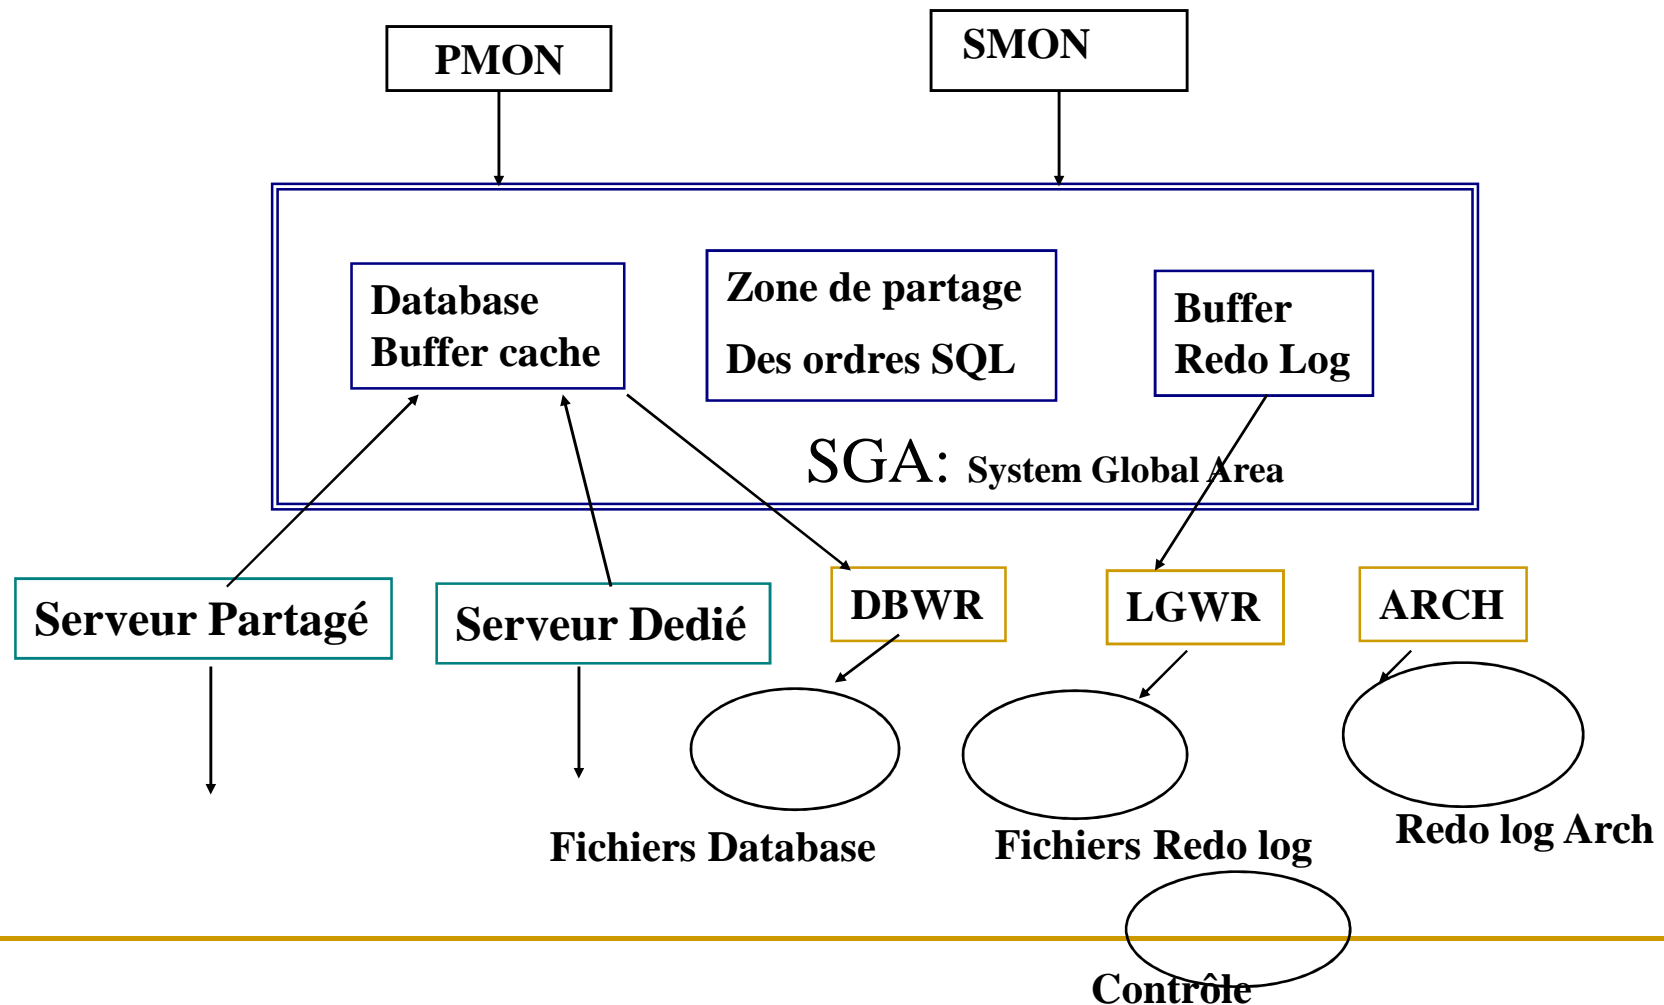 PMON
SMON
Database
Buffer cache
Zone de partage
Des ordres SQL
Buffer
Redo Log
SGA: System Global Area
Serveur Partagé
Serveur Dedié
DBWR
LGWR
ARCH
Fichiers Database
Fichiers Redo log
Redo log Arch
Contrôle